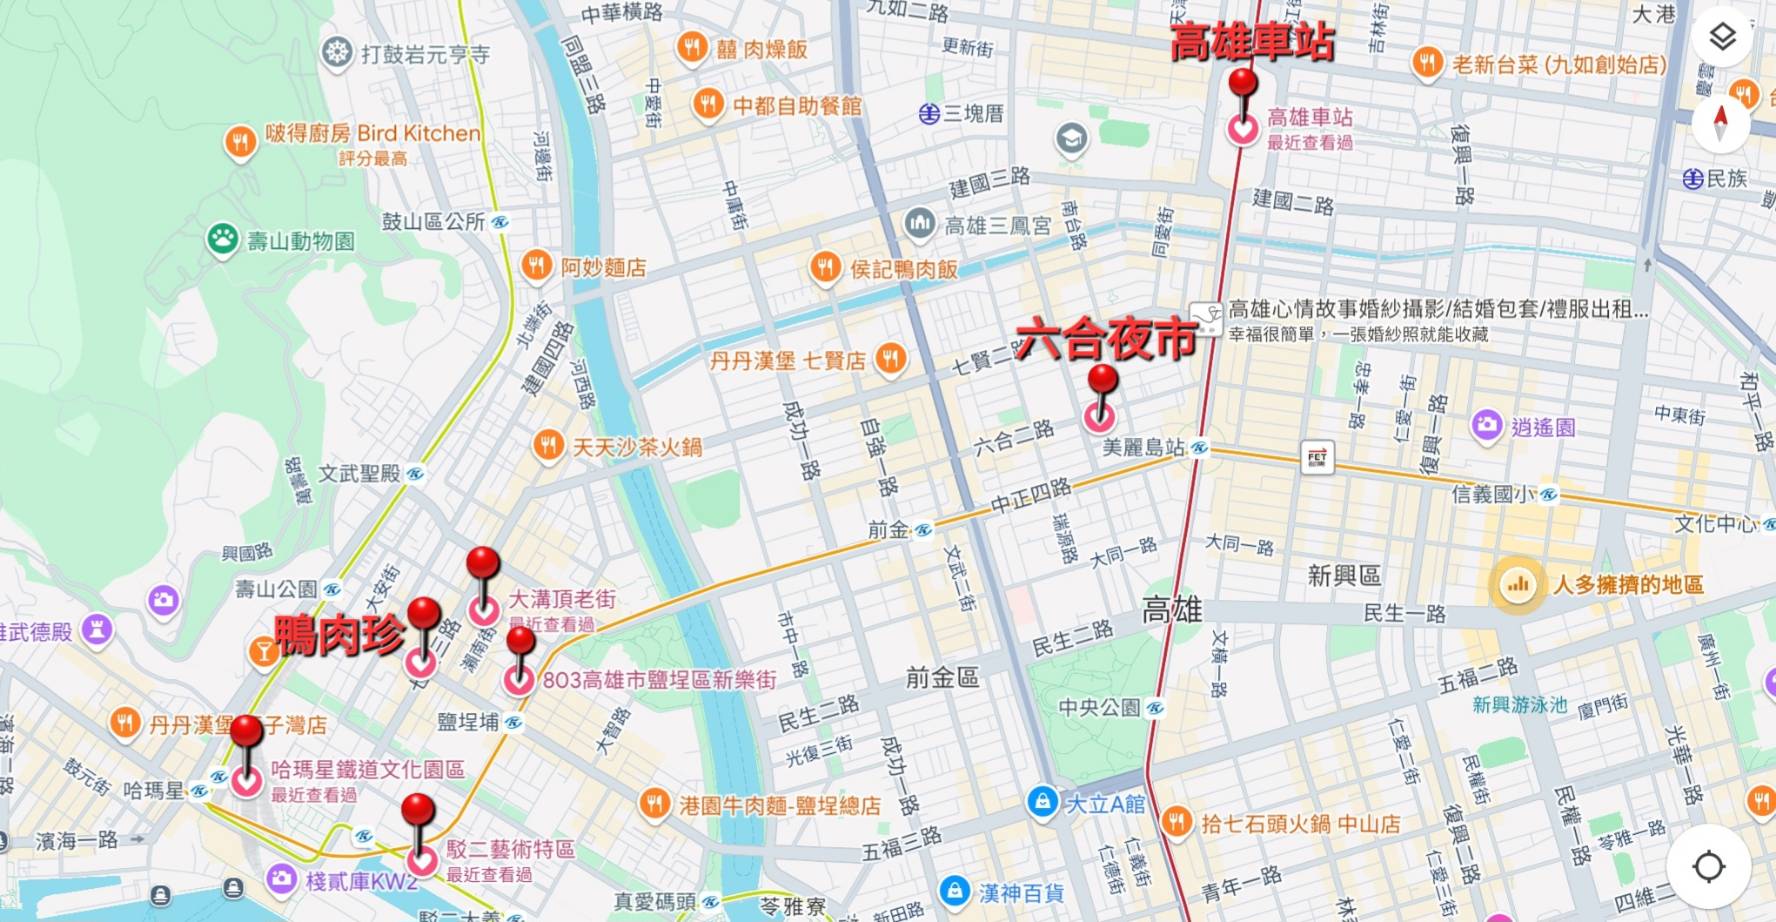 中華橫路
九如二路
大港
高雄車站
囍 肉燥飯
更新街
吉林街
打鼓岩元亨寺
同盟三路
老新台菜 (九如創始店)
中愛街
中都自助餐館
三塊厝
高雄車站
最近查看過
啵得廚房 Bird Kitchen
評分最高
河邊街
復興一路
建國三路
民族
中庸街
建國二路
鼓山區公所
高雄三鳳宮
南台路
同愛街
壽山動物園
阿妙麵店
侯記鴨肉飯
高雄心情故事婚紗攝影/結婚包套/禮服出租...
幸福很簡單，一張婚紗照就能收藏
北端街
建國四路
六合夜市
丹丹漢堡 七賢店
七賢二路
河西路
忠孝一路
仁愛一街
復興一路
和平一路
中東街
成功一路
自強一路
六合二路
逍遙園
天天沙茶火鍋
美麗島站
FET
文武聖殿
萬壽路
中正四路
信義國小
前金
文化中心
瑞源路
大同一路
大同一路
興國路
文武二街
新興區
人多擁擠的地區
壽山公園
大安街
大溝頂老街
最近查看過
高雄
民生一路
鴨肉珍
雄武德殿
三路
瀨南街
市中一路
民生二路
文橫一路
廣州一街
803高雄市鹽埕區新樂街
前金區
五福二路
中央公園
新興游泳池
廈門街
丹丹漢堡 西子灣店
鹽埕埔
大智路
民生二路
光復三街
成功一路
仁愛二街
光華一路
民權街
鼓元街
哈瑪星鐵道文化園區
最近查看過
哈瑪星
港園牛肉麵-鹽埕總店
大立A館
拾七石頭火鍋 中山店
民權一路
復興二路
苓雅一路
濱海一路
駁二藝術特區
最近查看過
五福三路
仁德街
仁義街
仁愛三街
青年一路
棧貳庫KW2
真愛碼頭
苓雅寮
漢神百貨
新田路
四維二
駁二大義